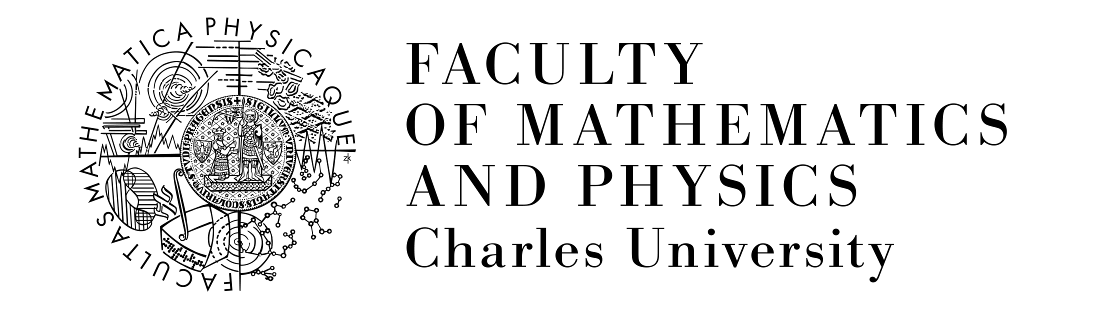 FACULTAS MATHEMATICA PHYSICAQUE
FACULTY
OF MATHEMATICS
AND PHYSICS
Charles University